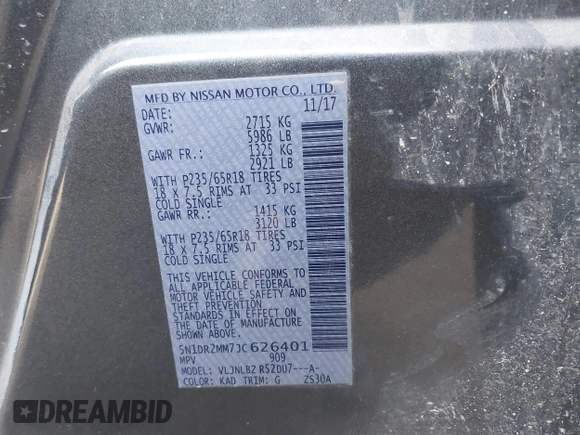 MFD BY NISSAN MOTOR CO., LTD.
DATE: 11/17
GVWR: 2715 KG
5986 LB
GAWR FR.: 1325 KG
2921 LB
WITH P235/65R18 TIRES
18 X 7.5 RIMS AT 33 PSI
COLD SINGLE
GAWR RR.: 1415 KG
3120 LB
WITH P235/65R18 TIRES
18 X 7.5 RIMS AT 33 PSI
COLD SINGLE
THIS VEHICLE CONFORMS TO
ALL APPLICABLE FEDERAL
MOTOR VEHICLE SAFETY AND
THEFT PREVENTION
STANDARDS IN EFFECT ON
THE DATE OF MANUFACTURE
SHOWN ABOVE.
5N1DR2MM7JC626401
MPV 909
MODEL: VLJNLBZ R52DU7---A-
COLOR: KAD TRIM: G ZS30A
DREAMBID